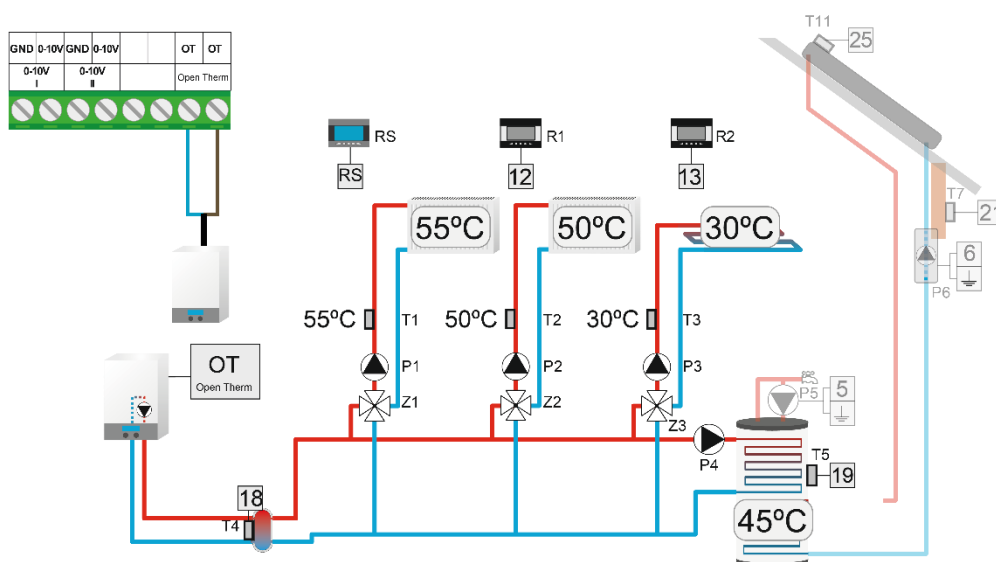 GND 0-10V GND 0-10V OT OT
0-10V I 0-10V II Open Therm
T11 25
RS RS
R1 12
R2 13
T7 21
6
P6
55ºC 50ºC 30ºC
55ºC T1 50ºC T2 30ºC T3
P1 P2 P3
Z1 Z2 Z3
OT
Open Therm
P5 5
P4
T5 19
18
T4
45ºC